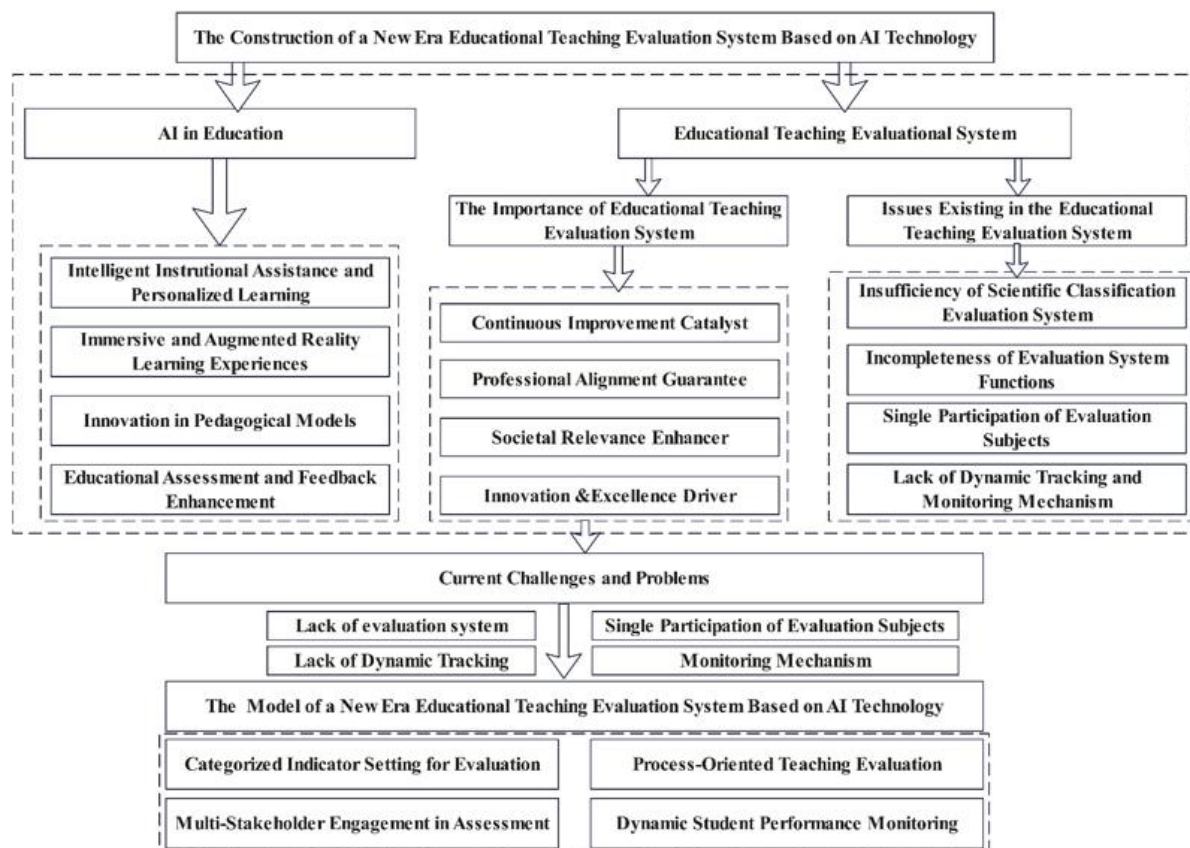 The Construction of a New Era Educational Teaching Evaluation System Based on AI Technology
AI in Education
Educational Teaching Evaluational System
The Importance of Educational Teaching
Evaluation System
Issues Existing in the Educational
Teaching Evaluation System
Intelligent Instrutional Assistance and
Personalized Learning
Immersive and Augmented Reality
Learning Experiences
Innovation in Pedagogical Models
Educational Assessment and Feedback
Enhancement
Continuous Improvement Catalyst
Professional Alignment Guarantee
Societal Relevance Enhancer
Innovation &Excellence Driver
Insufficiency of Scientific Classification
Evaluation System
Incompleteness of Evaluation System
Functions
Single Participation of Evaluation
Subjects
Lack of Dynamic Tracking and
Monitoring Mechanism
Current Challenges and Problems
Lack of evaluation system
Single Participation of Evaluation Subjects
Lack of Dynamic Tracking
Monitoring Mechanism
The Model of a New Era Educational Teaching Evaluation System Based on AI Technology
Categorized Indicator Setting for Evaluation
Process-Oriented Teaching Evaluation
Multi-Stakeholder Engagement in Assessment
Dynamic Student Performance Monitoring